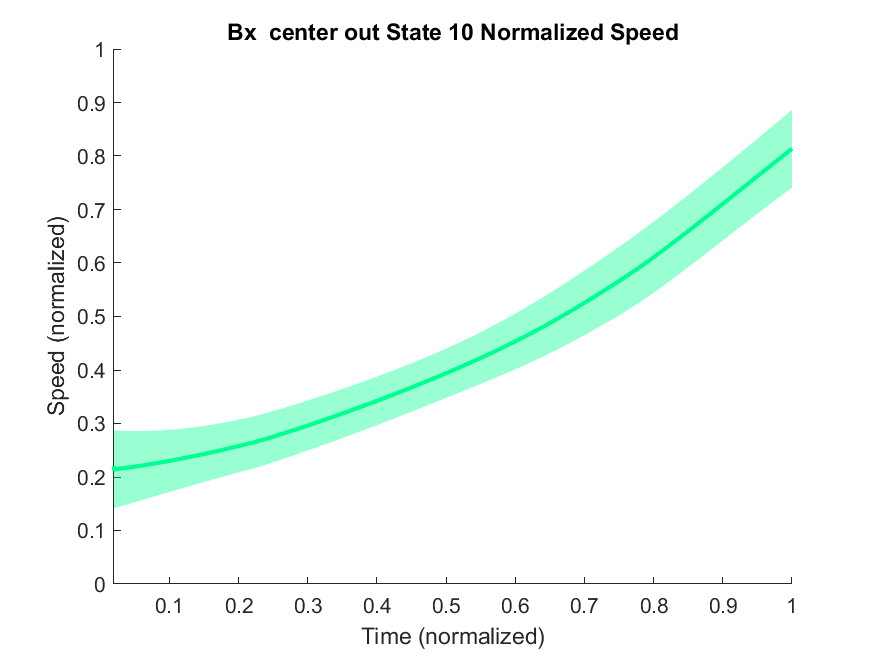 Bx center out State 10 Normalized Speed
1
0.9
0.8
0.7
0.6
0.5
0.4
0.3
0.2
0.1
0
Speed (normalized)
0.1 0.2 0.3 0.4 0.5 0.6 0.7 0.8 0.9 1
Time (normalized)